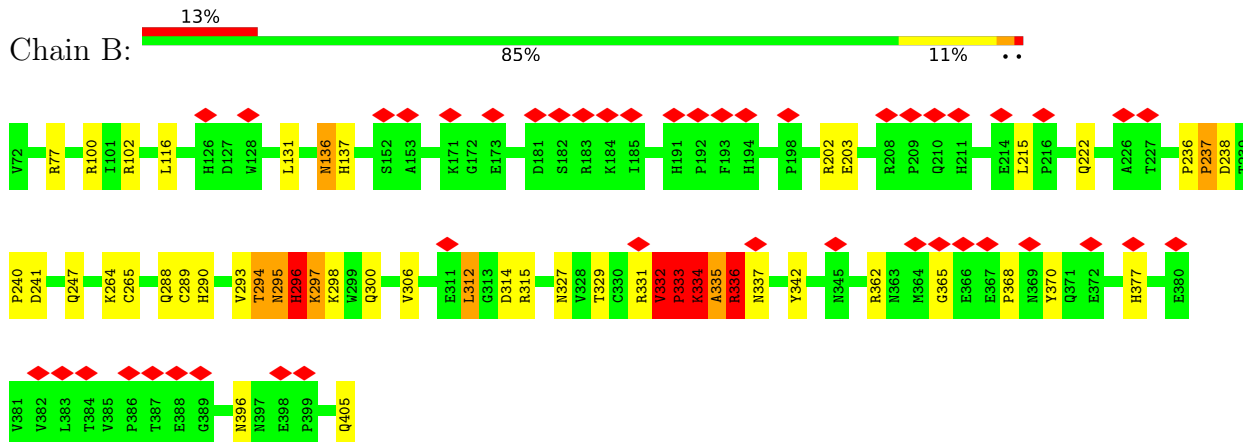 13%
Chain B:
85%
11%
V72 R77 R100 I101 R102 L116 H126 D127 W128 L131 N136 H137 S152 A153 K171 G172 E173 D181 S182 R183 K184 I185 H191 P192 F193 H194 P198 R202 E203 R208 P209 Q210 H211 E214 L215 P216 Q222 A226 T227 P236 P237 D238 T239
P240 D241 Q247 K264 C265 Q288 C289 H290 V293 T294 N295 H296 K297 K298 W299 Q300 V306 E311 L312 G313 D314 R315 N327 V328 T329 C330 R331 V332 P333 K334 A335 R336 N337 Y342 N345 R362 N363 M364 G365 E366 E367 P368 N369 Y370 Q371 E372 H377 E380
V381 V382 L383 T384 V385 P386 T387 E388 G389 N396 N397 E398 P399 Q405